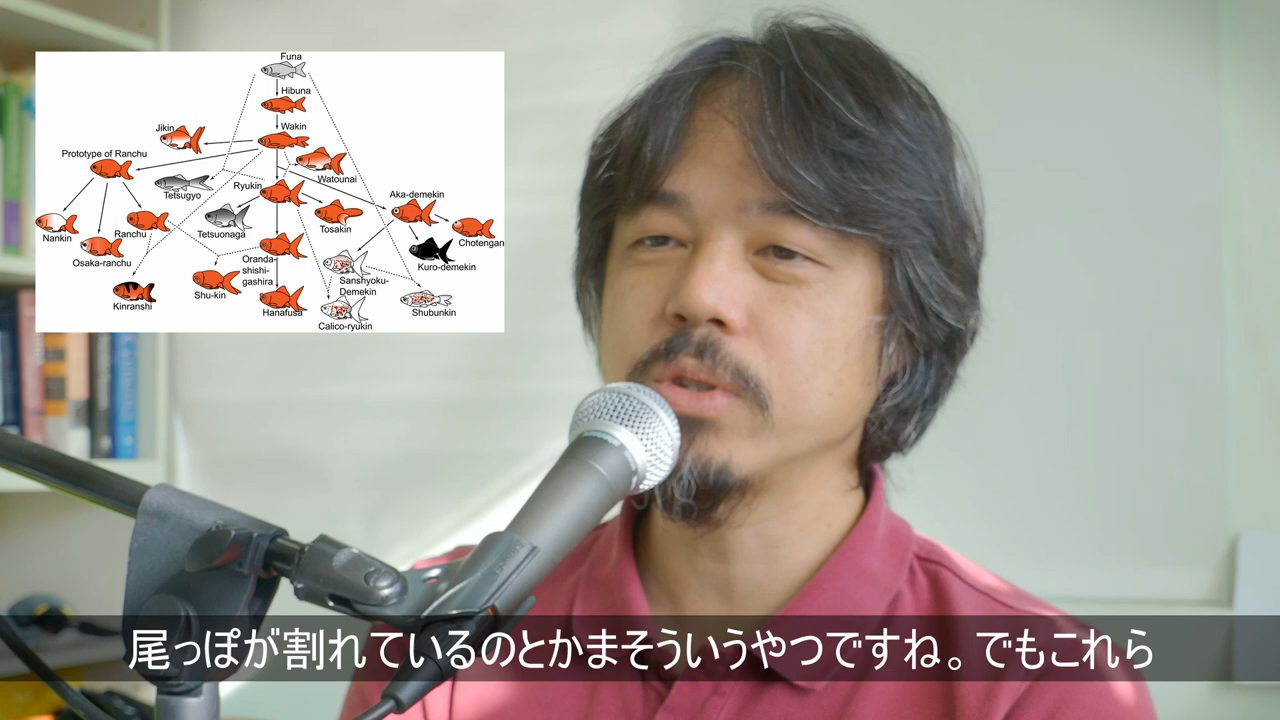 Funa
Hibuna
Wakin
Jikin
Prototype of Ranchu
Watounai
Tetsugyo
Ryukin
Aka-demekin
Nankin
Ranchu
Tetsuonaga
Tosakin
Chotengan
Osaka-ranchu
Oranda-
shishi-
gashira
Kuro-demekin
Sanshyoku-
Demekin
Shu-kin
Kinranshi
Hanafusa
Shubunkin
Calico-ryukin
尾っぽが割れているのとかまそういうやつですね。でもこれら